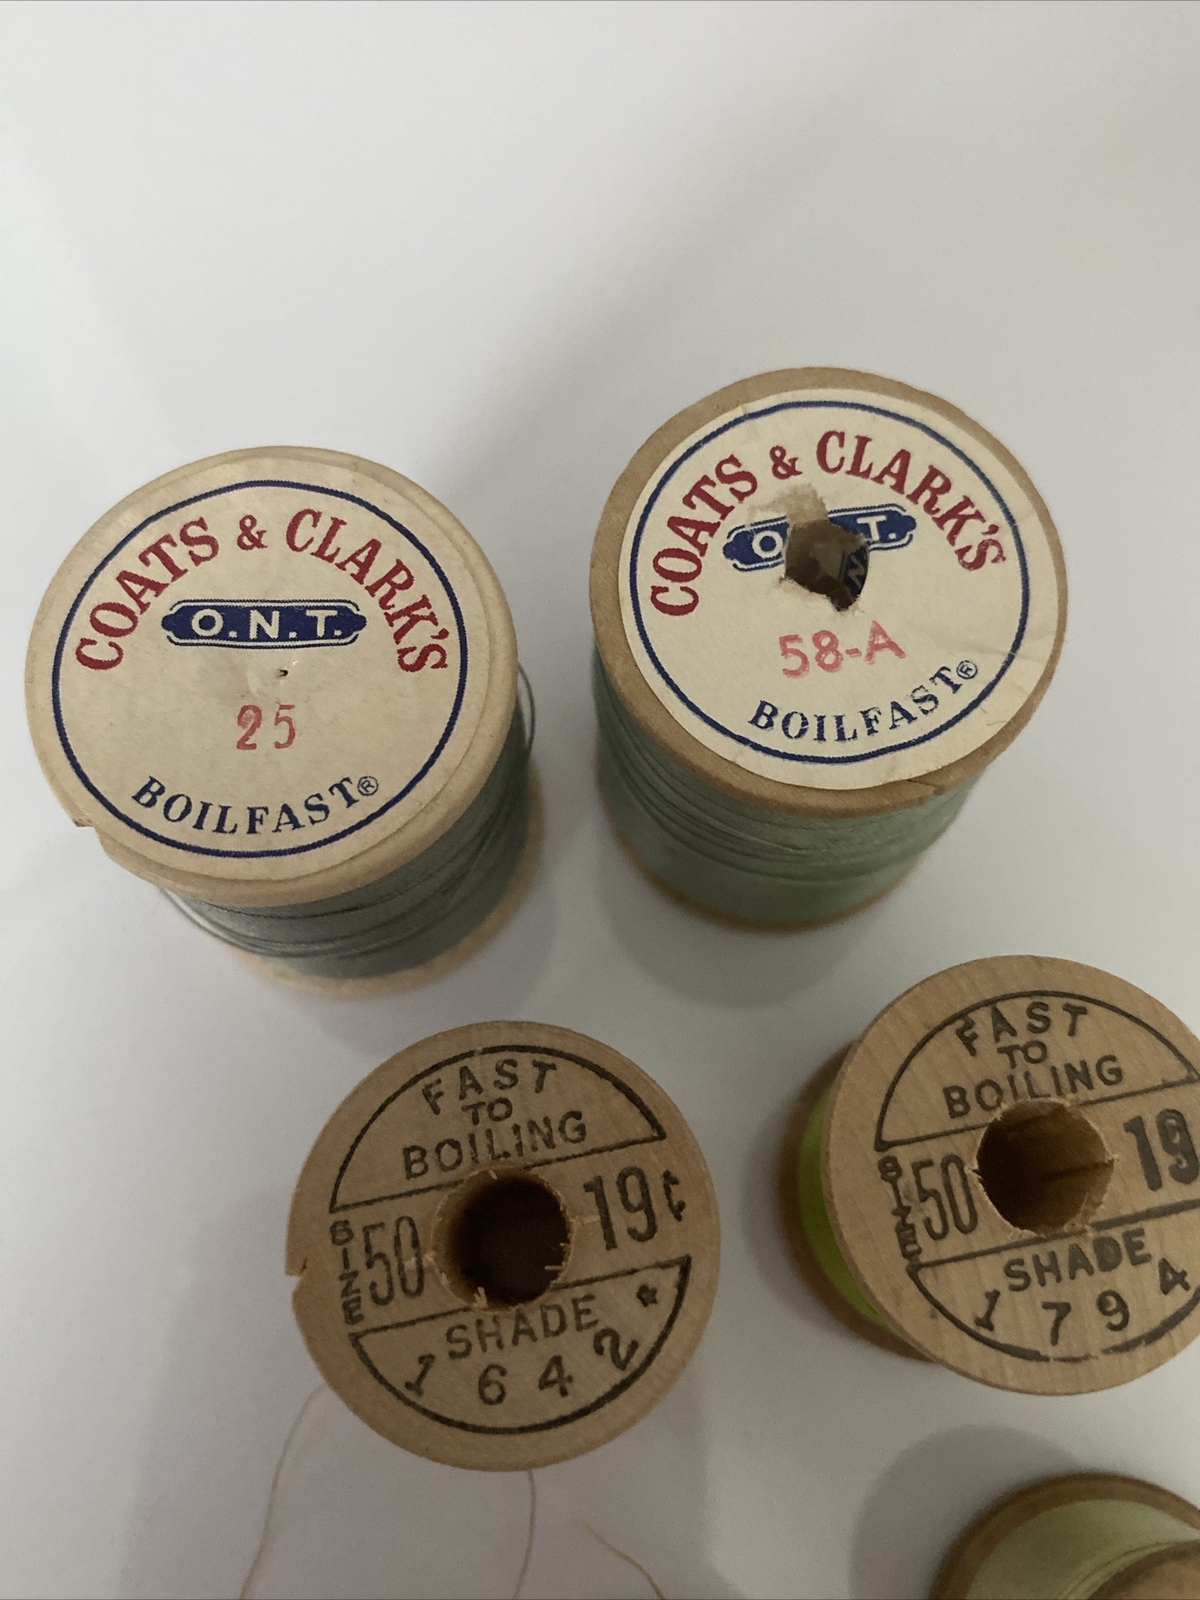 COATS & CLARK'S
O.N.T.
25
BOILFAST®
COATS & CLARK'S
58-A
BOILFAST®
FAST
TO
BOILING
SIZE 50 19¢
SHADE
1642
FAST
TO
BOILING
SIZE 50 19
SHADE
1794